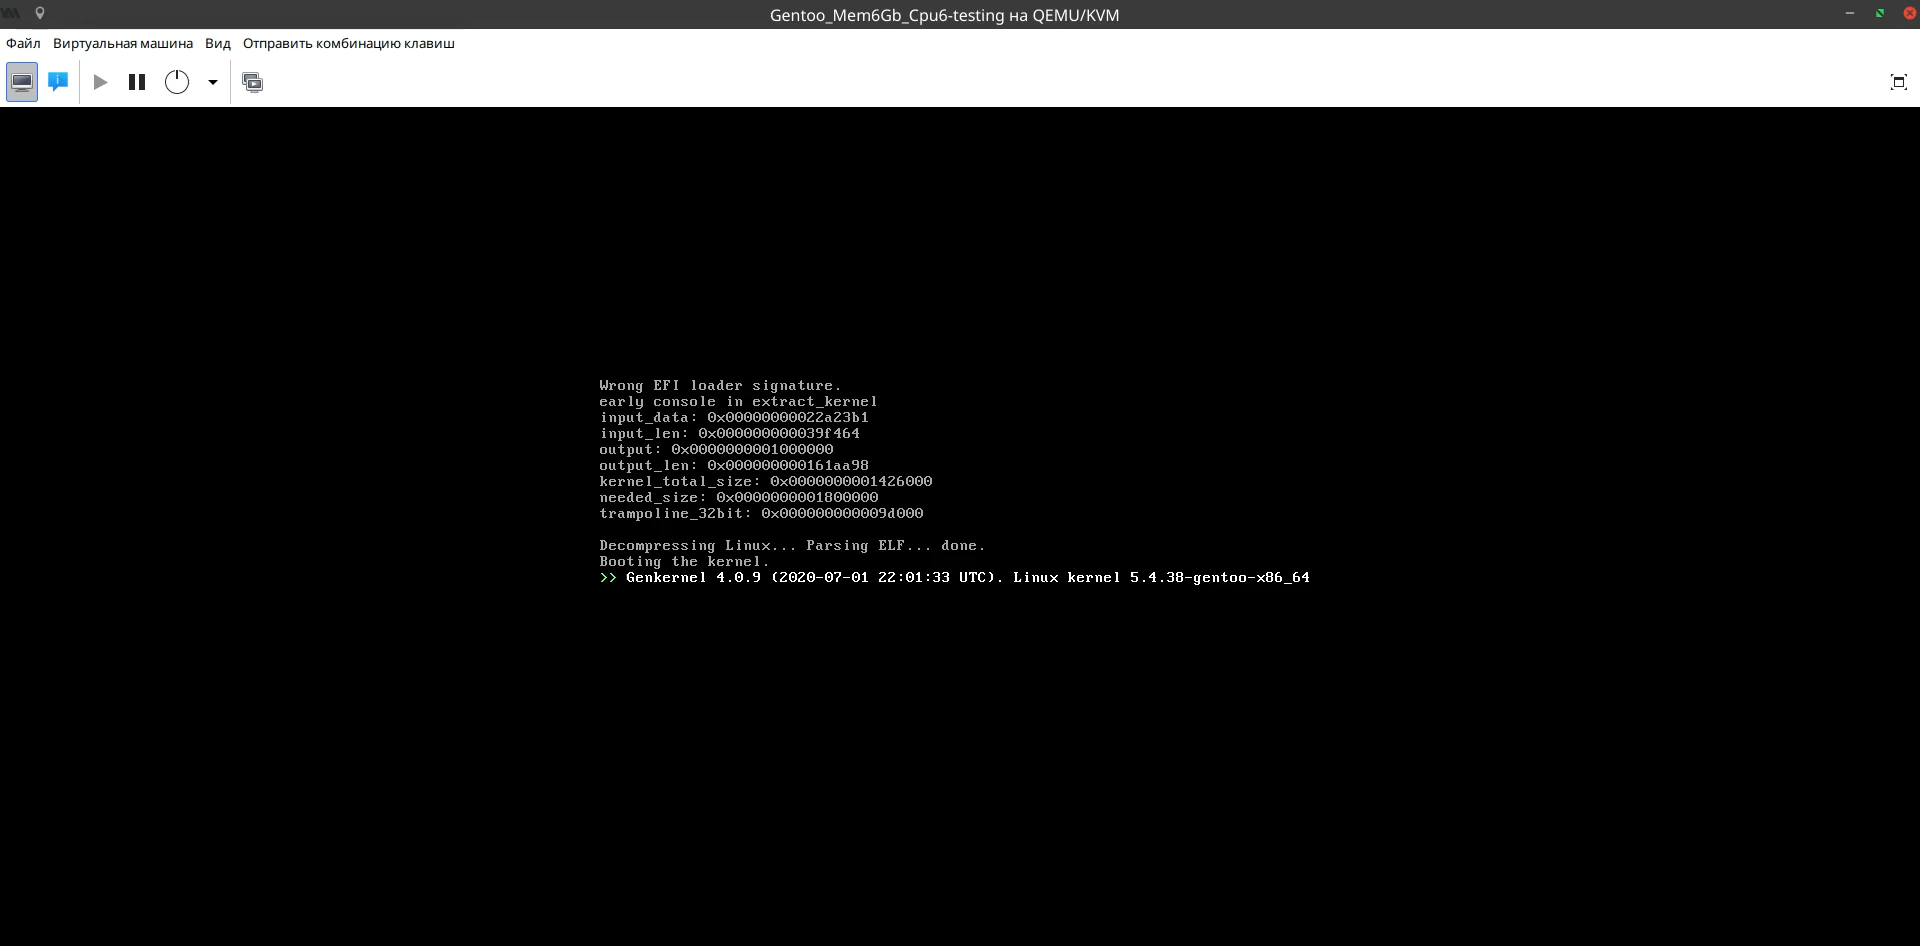 Gentoo_Mem6Gb_Cpu6-testing на QEMU/KVM
Файл Виртуальная машина Вид Отправить комбинацию клавиш
Wrong EFI loader signature.
early console in extract_kernel
input_data: 0x00000000022a23b1
input_len: 0x000000000039f464
output: 0x0000000001000000
output_len: 0x000000000161aa98
kernel_total_size: 0x0000000001426000
needed_size: 0x0000000001800000
trampoline_32bit: 0x000000000009d000
Decompressing Linux... Parsing ELF... done.
Booting the kernel.
>> Genkernel 4.0.9 (2020-07-01 22:01:33 UTC). Linux kernel 5.4.38-gentoo-x86_64